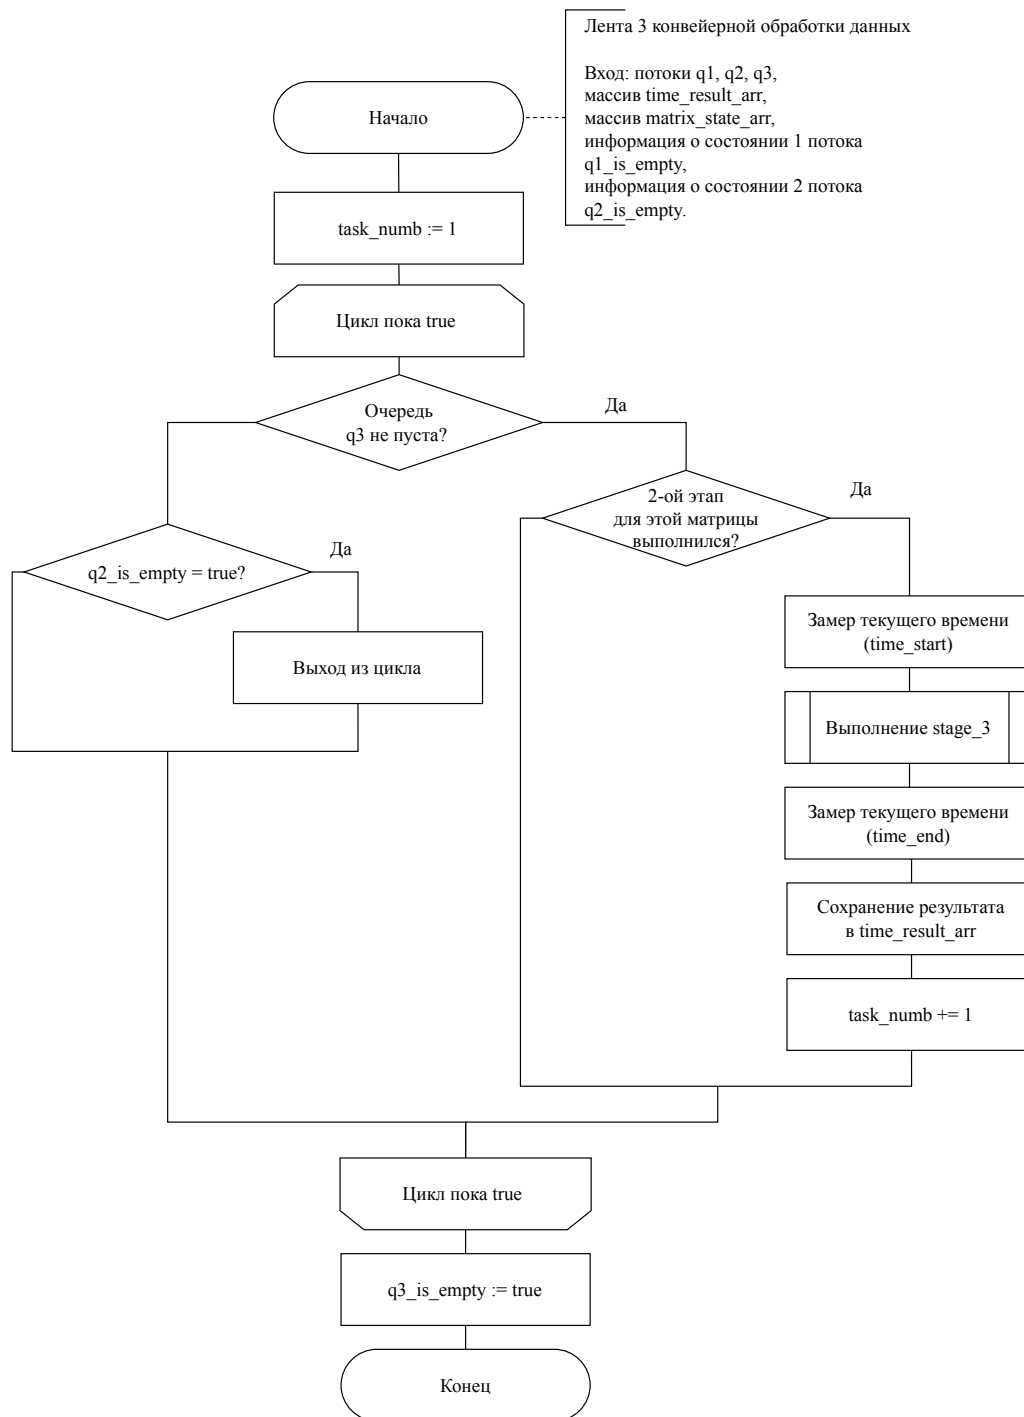 Лента 3 конвейерной обработки данных
Вход: потоки q1, q2, q3,
массив time_result_arr,
массив matrix_state_arr,
информация о состоянии 1 потока
q1_is_empty,
информация о состоянии 2 потока
q2_is_empty.
Начало
task_numb := 1
Цикл пока true
Очередь
q3 не пуста?
Да
2-ой этап
для этой матрицы
выполнился?
Да
q2_is_empty = true?
Да
Выход из цикла
Замер текущего времени
(time_start)
Выполнение stage_3
Замер текущего времени
(time_end)
Сохранение результата
в time_result_arr
task_numb += 1
Цикл пока true
q3_is_empty := true
Конец